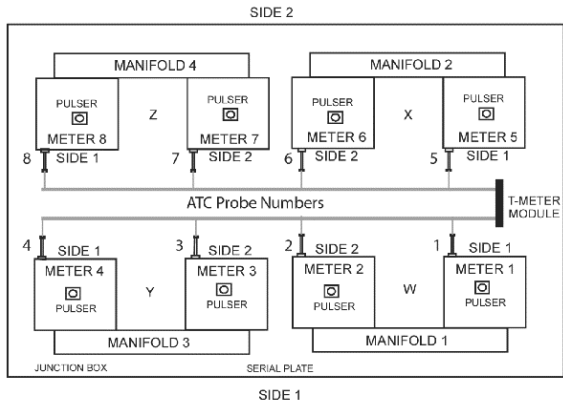 SIDE 2
MANIFOLD 4
MANIFOLD 2
PULSER
Z
PULSER
PULSER
X
PULSER
METER 8
METER 7
METER 6
METER 5
8 SIDE 1
7 SIDE 2
6 SIDE 2
5 SIDE 1
ATC Probe Numbers
T-METER
MODULE
4 SIDE 1
3 SIDE 2
2 SIDE 2
1 SIDE 1
METER 4
METER 3
METER 2
METER 1
Y
W
PULSER
PULSER
PULSER
PULSER
MANIFOLD 3
MANIFOLD 1
JUNCTION BOX
SERIAL PLATE
SIDE 1